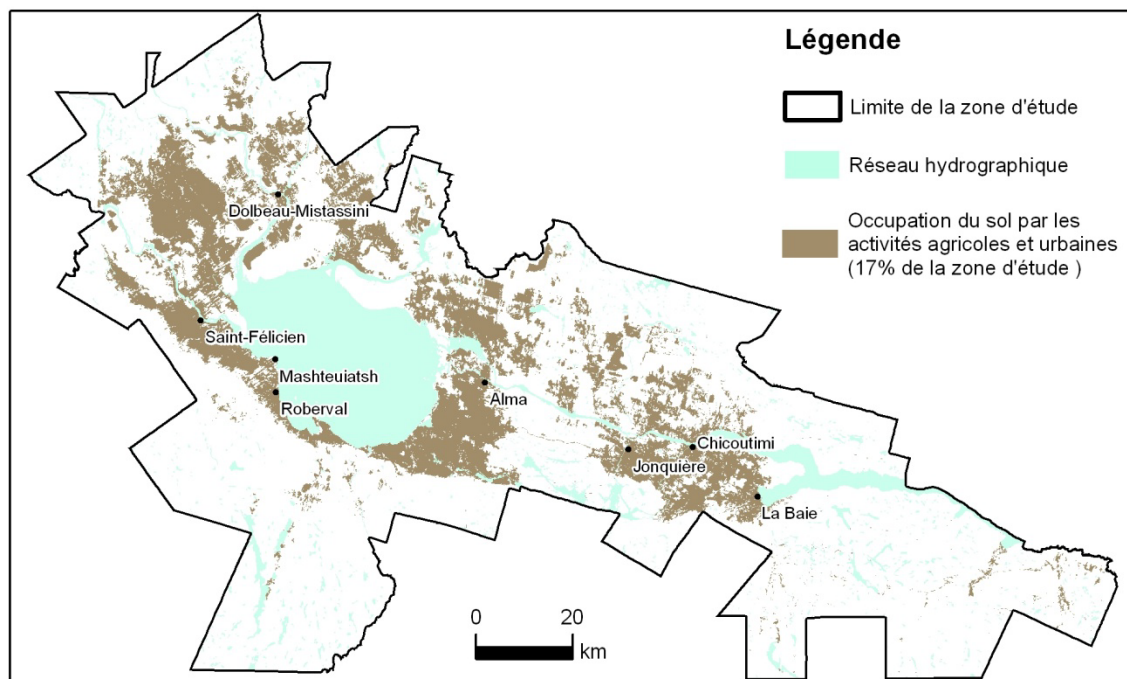 Légende
Limite de la zone d'étude
Réseau hydrographique
Occupation du sol par les
activités agricoles et urbaines
(17% de la zone d'étude )
Dolbeau-Mistassini
Saint-Félicien
Mashteuiatsh
Roberval
Alma
Chicoutimi
Jonquière
La Baie
0 20
km